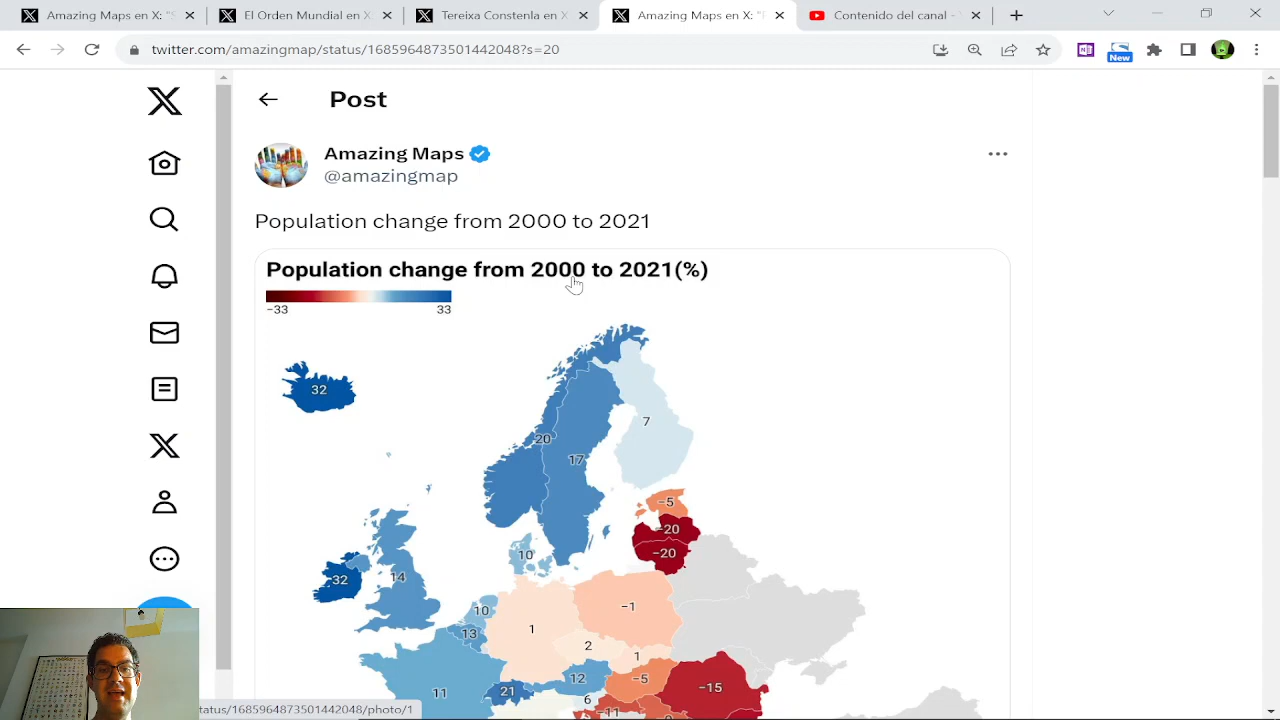 Amazing Maps en X: "
El Orden Mundial en X
Tereixa Constenla en
Amazing Maps en X: "
Contenido del canal -
twitter.com/amazingmap/status/1685964873501442048?s=20
New
Post
Amazing Maps
@amazingmap
Population change from 2000 to 2021
Population change from 2000 to 2021(%)
-33
33
32
20
17
7
-5
-20
-20
10
32
14
10
13
1
-1
2
1
12
-5
-15
11
21
6
-11
status/1685964873501442048/photo/1